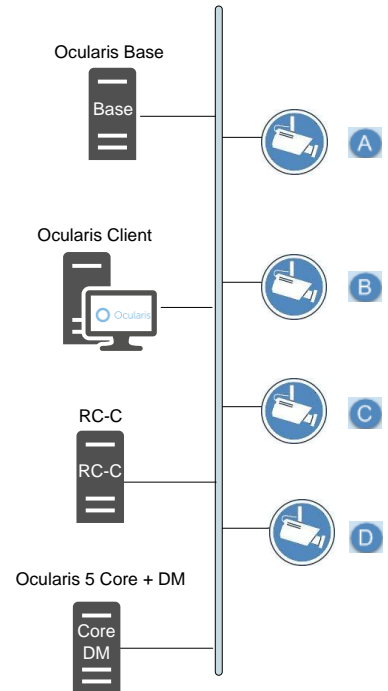 Ocularis Base
Base
A
Ocularis Client
B
Ocularis
RC-C
C
RC-C
D
Ocularis 5 Core + DM
Core
DM